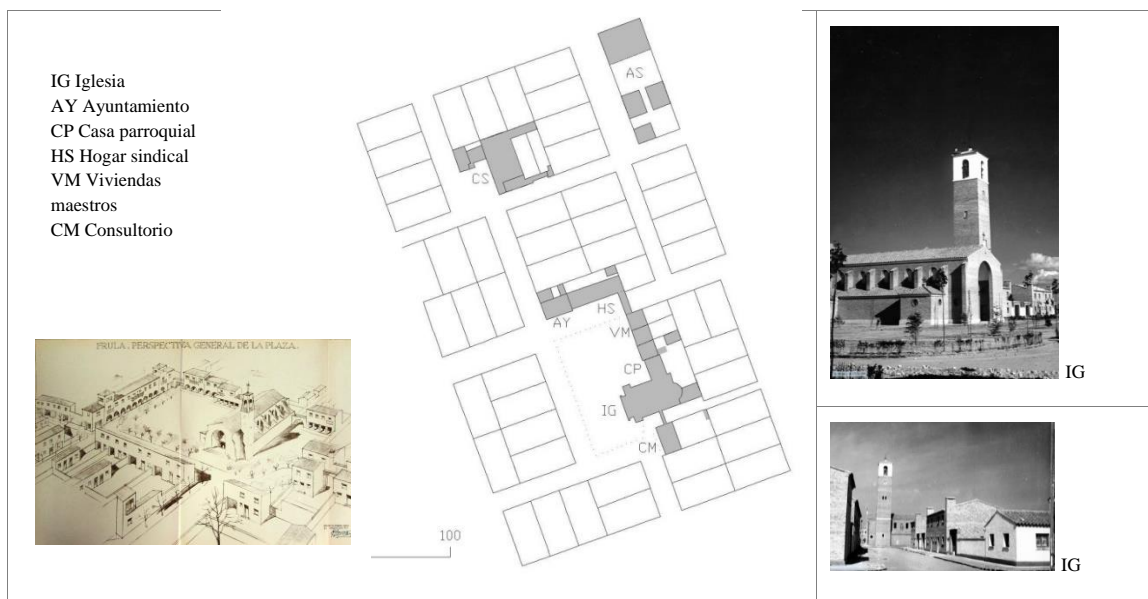 IG Iglesia
AY Ayuntamiento
CP Casa parroquial
HS Hogar sindical
VM Viviendas
maestros
CM Consultorio
FRULA. PERSPECTIVA GENERAL DE LA PLAZA.
AS
CS
AY
HS
VM
CP
IG
CM
100
IG
IG